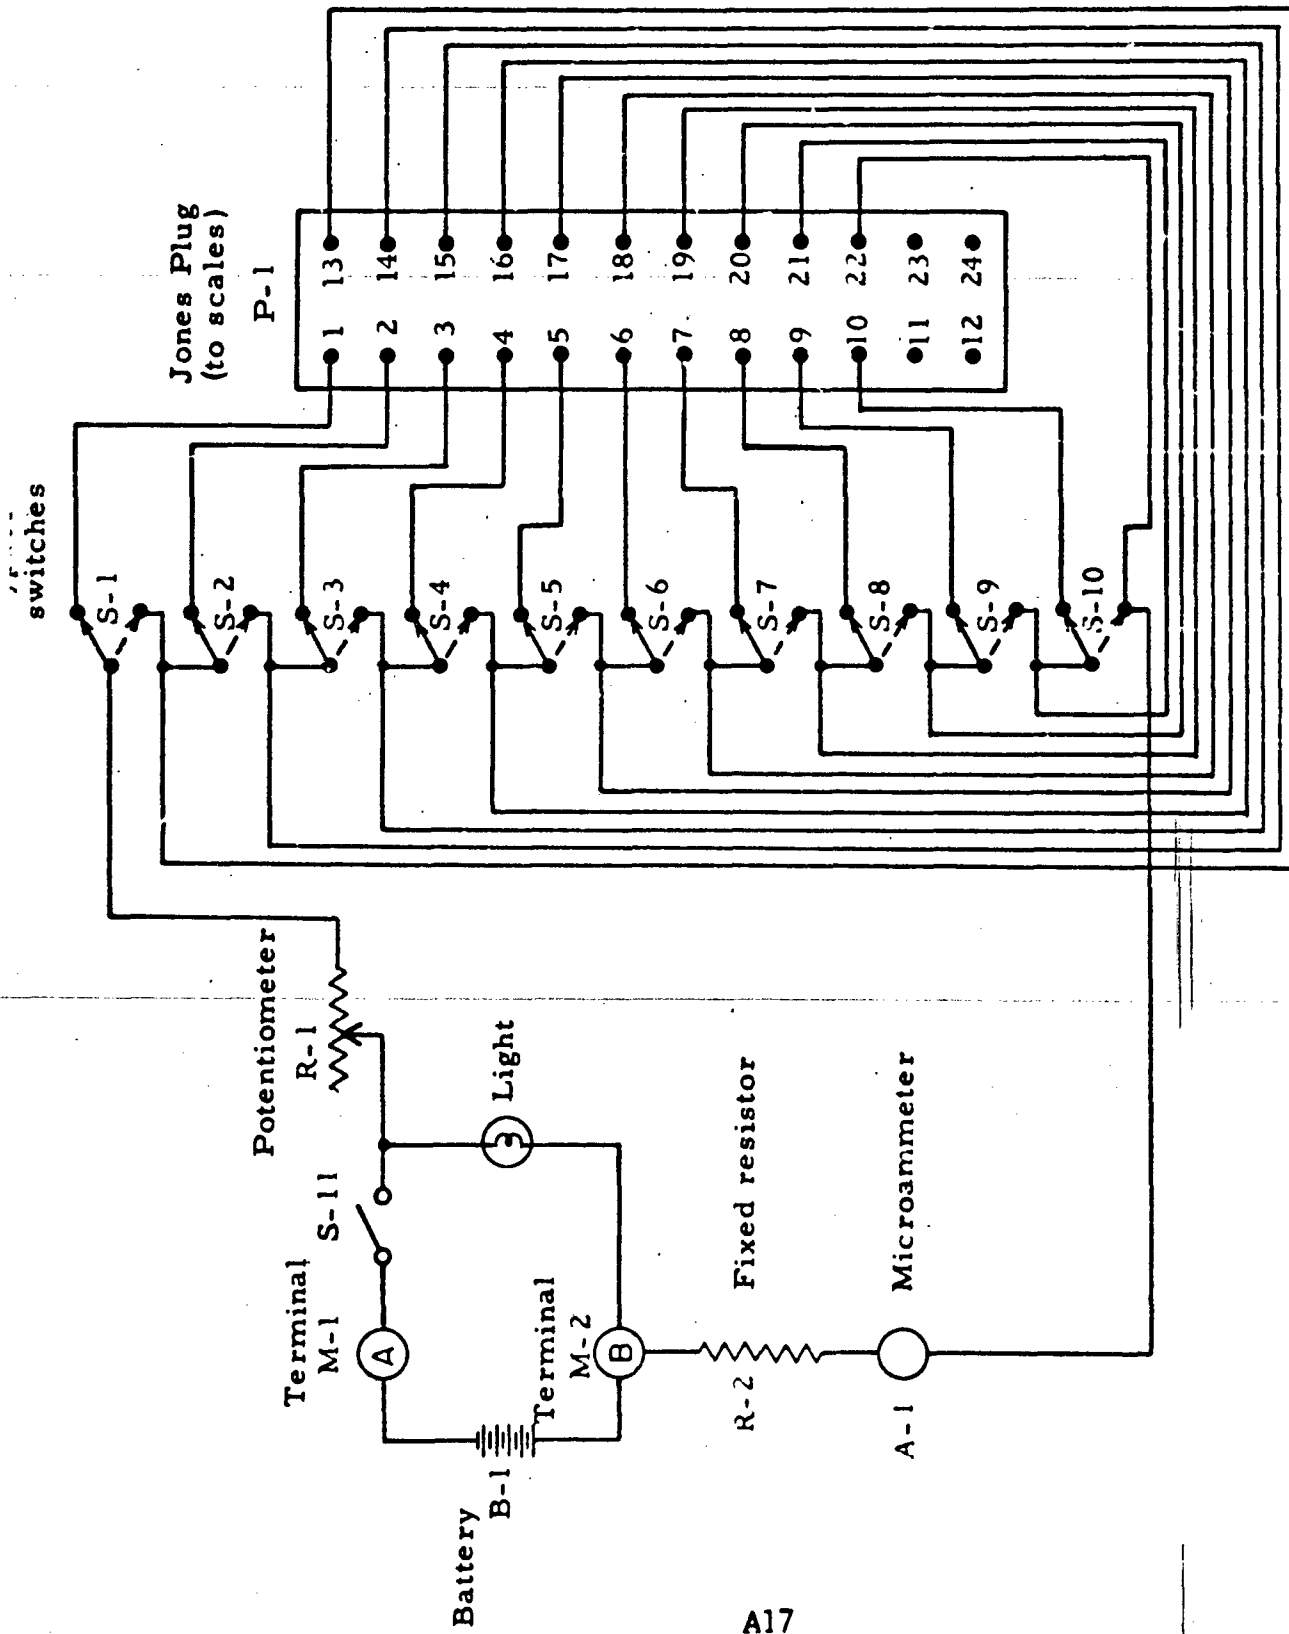 switches
S-1
S-2
S-3
S-4
S-5
S-6
S-7
S-8
S-9
S-10
Jones Plug
(to scales)
P-1
1 13
2 14
3 15
4 16
5 17
6 18
7 19
8 20
9 21
10 22
11 23
12 24
Potentiometer
R-1
Light
S-11
Terminal
M-1
A
Terminal
M-2
B
Battery
B-1
Fixed resistor
R-2
Microammeter
A-1
A17